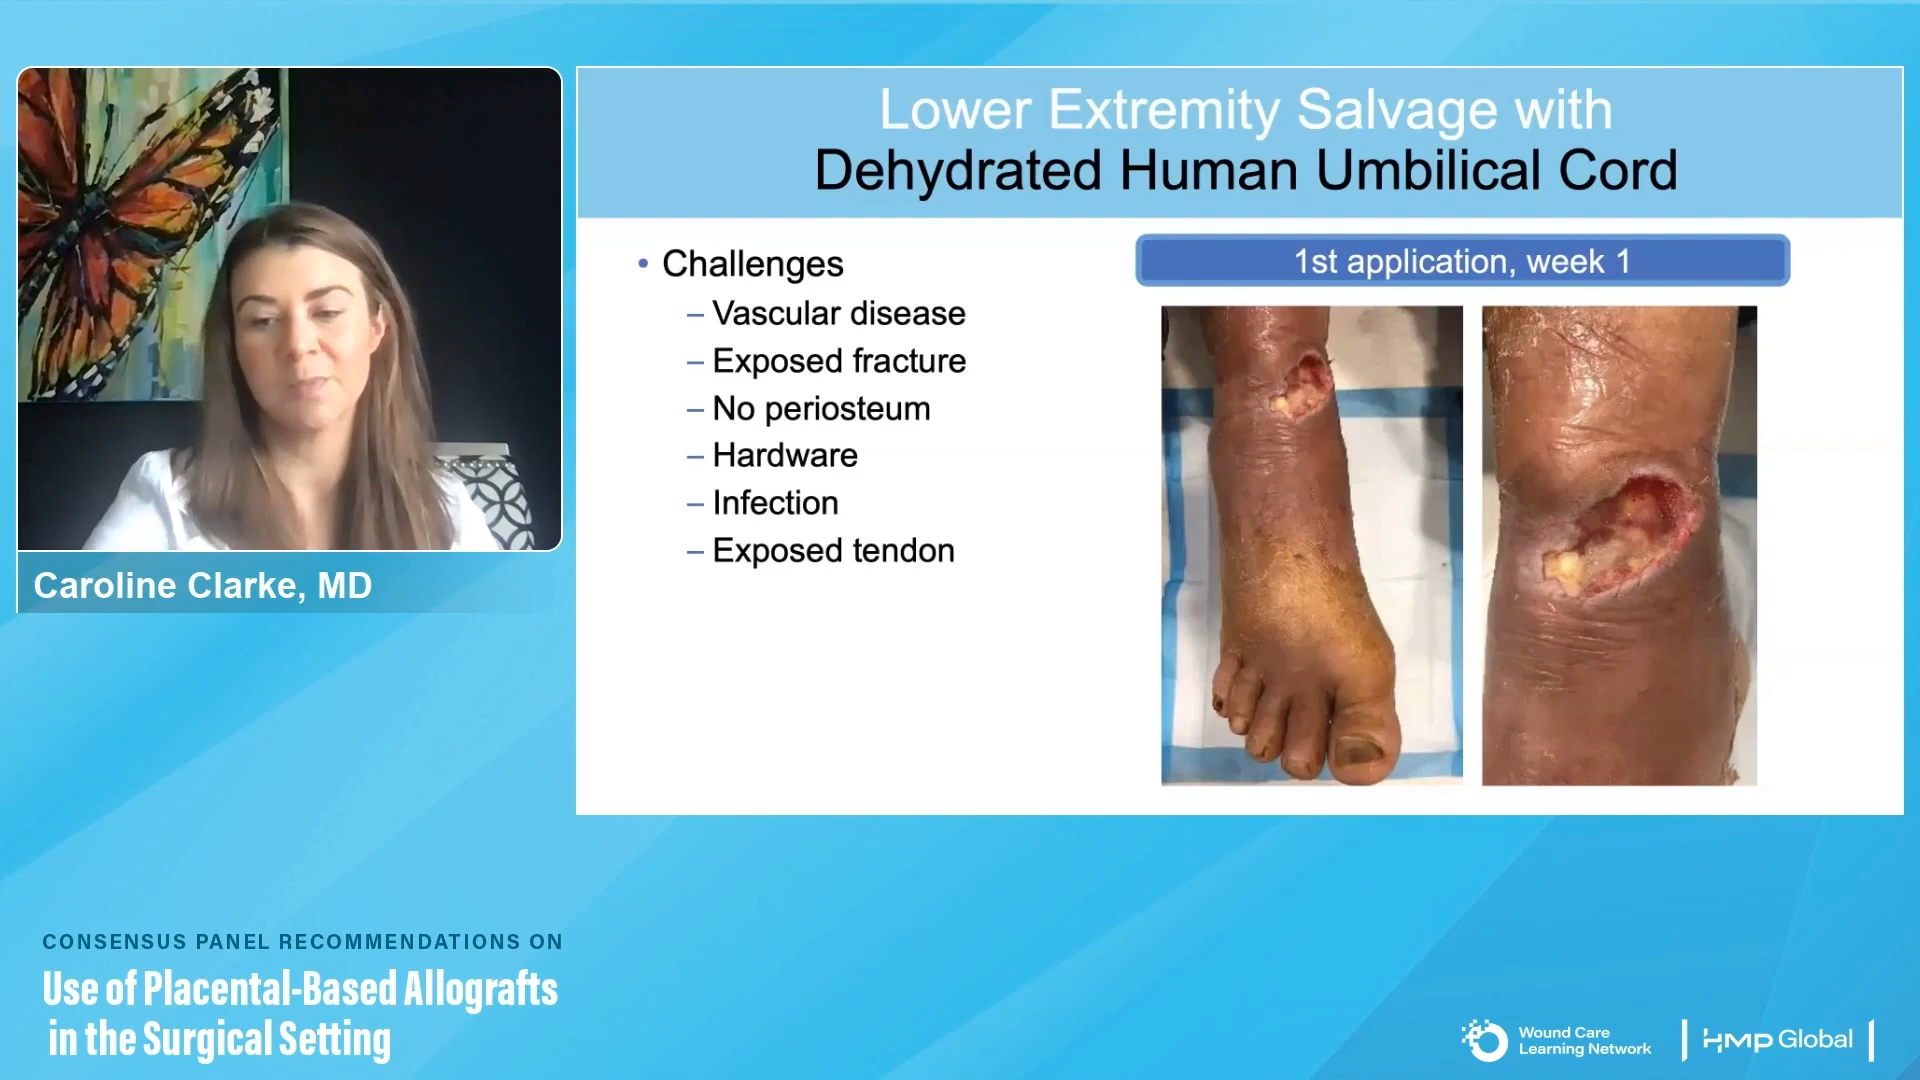 Lower Extremity Salvage with
Dehydrated Human Umbilical Cord
• Challenges
– Vascular disease
– Exposed fracture
– No periosteum
– Hardware
– Infection
– Exposed tendon
1st application, week 1
Caroline Clarke, MD
CONSENSUS PANEL RECOMMENDATIONS ON
Use of Placental-Based Allografts
in the Surgical Setting
Wound Care
Learning Network
HMP Global